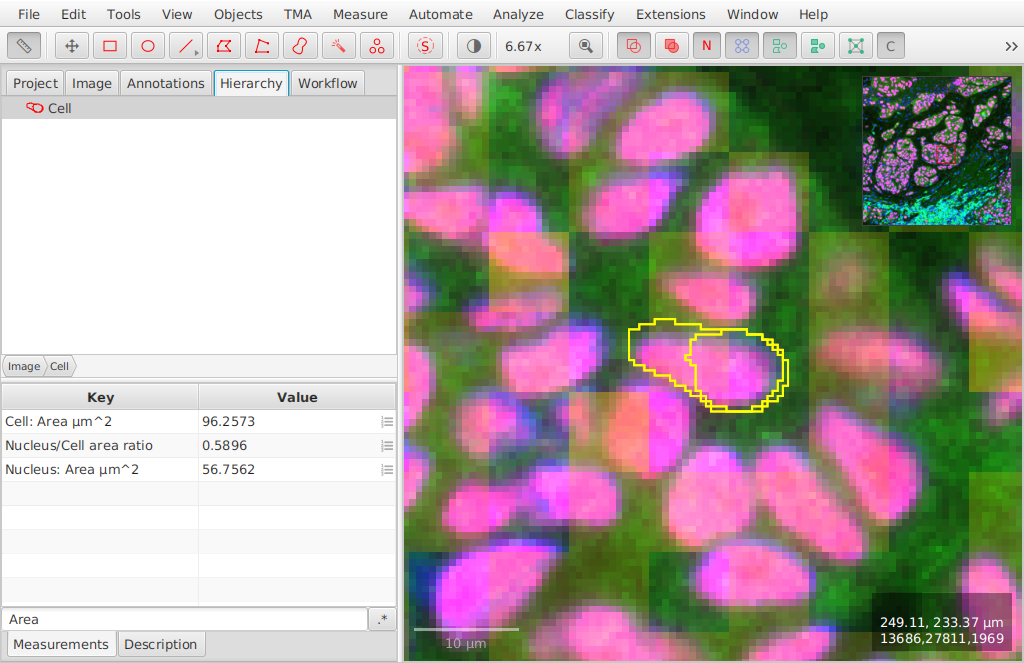 File Edit Tools View Objects TMA Measure Automate Analyze Classify Extensions Window Help
S 6.67x N C >>
Project Image Annotations Hierarchy Workflow
Cell
Image Cell
Key Value
Cell: Area µm^2 96.2573
Nucleus/Cell area ratio 0.5896
Nucleus: Area µm^2 56.7562
Area .*
Measurements Description
10 µm
249.11, 233.37 µm
13686,27811,1969